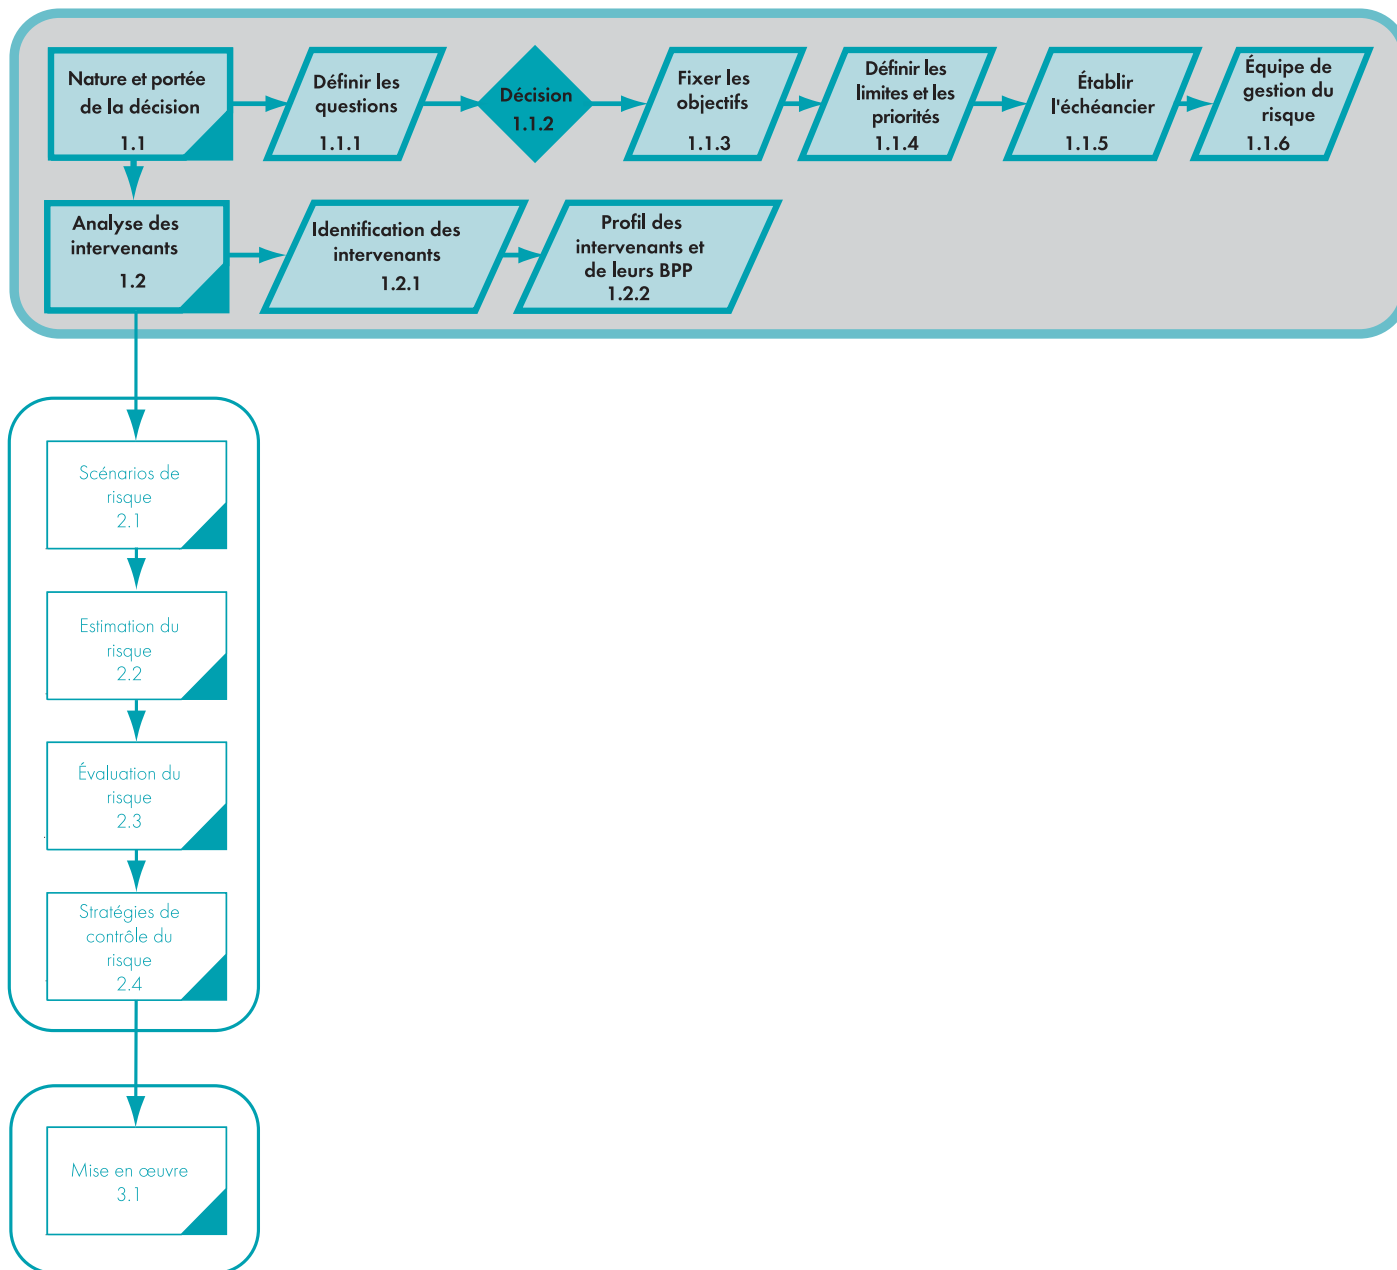 Nature et portée
de la décision
1.1
Définir les
questions
1.1.1
Décision
1.1.2
Fixer les
objectifs
1.1.3
Définir les
limites et les
priorités
1.1.4
Établir
l'échéancier
1.1.5
Équipe de
gestion du
risque
1.1.6
Analyse des
intervenants
1.2
Identification des
intervenants
1.2.1
Profil des
intervenants et
de leurs BPP
1.2.2
Scénarios de
risque
2.1
Estimation du
risque
2.2
Évaluation du
risque
2.3
Stratégies de
contrôle du
risque
2.4
Mise en œuvre
3.1